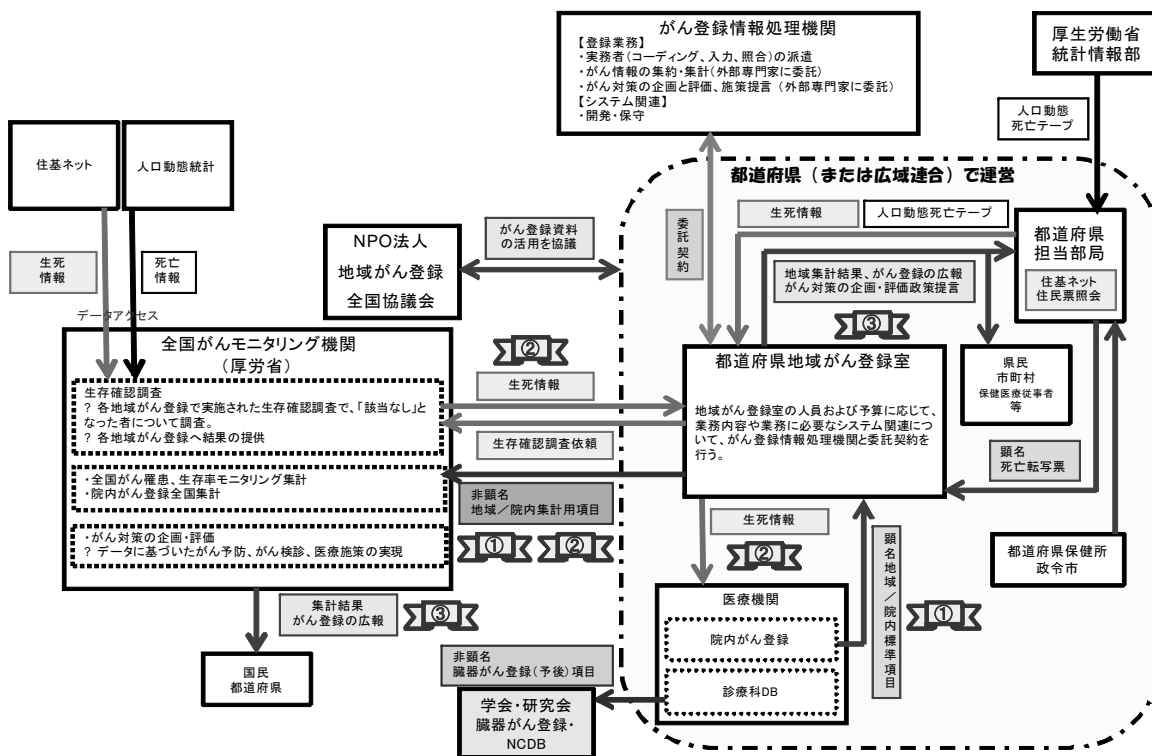 がん登録情報処理機関
【登録業務】
・実務者(コーディング、入力、照合)の派遣
・がん情報の集約・集計(外部専門家に委託)
・がん対策の企画と評価、施策提言 (外部専門家に委託)
【システム関連】
・開発・保守
厚生労働省
統計情報部
人口動態
死亡テープ
住基ネット
人口動態統計
都道府県(または広域連合)で運営
生死情報
人口動態死亡テープ
委託契約
がん登録資料
の活用を協議
NPO法人
地域がん登録
全国協議会
都道府県
担当部局
住基ネット
住民票照会
地域集計結果、がん登録の広報
がん対策の企画・評価政策提言
③
生死
情報
死亡
情報
データアクセス
全国がんモニタリング機関
(厚労省)
生存確認調査
? 各地域がん登録で実施された生存確認調査で、「該当なし」と
なった者について調査。
? 各地域がん登録へ結果の提供
・全国がん罹患、生存率モニタリング集計
・院内がん登録全国集計
・がん対策の企画・評価
? データに基づいたがん予防、がん検診、医療施策の実現
②
生死情報
生存確認調査依頼
非顕名
地域/院内集計用項目
① ②
都道府県地域がん登録室
地域がん登録室の人員および予算に応じて、
業務内容や業務に必要なシステム関連に
ついて、がん登録情報処理機関と委託契約を
行う。
県民
市町村
保健医療従事者
等
顕名
死亡転写票
都道府県保健所
政令市
生死情報
②
顕名地域/院内標準項目
①
医療機関
院内がん登録
診療科DB
集計結果
がん登録の広報
③
国民
都道府県
非顕名
臓器がん登録(予後)項目
学会・研究会
臓器がん登録・
NCDB